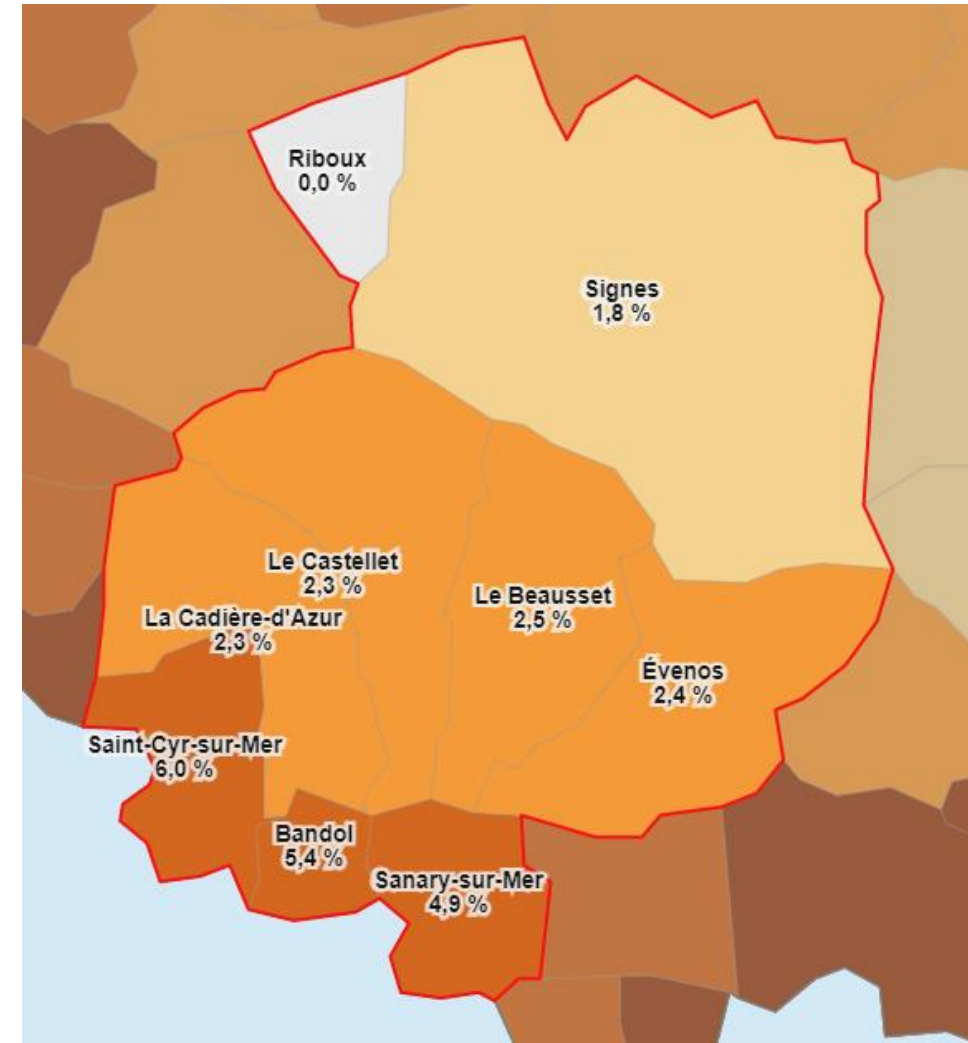 Riboux
0,0 %
Signes
1,8 %
Le Castellet
2,3 %
Le Beausset
2,5 %
La Cadière-d'Azur
2,3 %
Évenos
2,4 %
Saint-Cyr-sur-Mer
6,0 %
Bandol
5,4 %
Sanary-sur-Mer
4,9 %